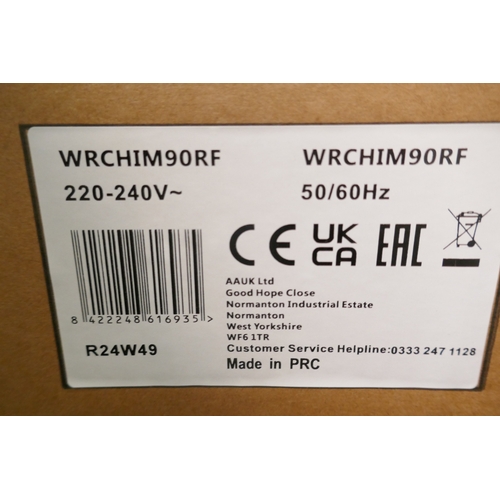 WRCHIM90RF WRCHIM90RF
220-240V~ 50/60Hz
CE UK CA EAC
8 422248 616935 >
AAUK Ltd
Good Hope Close
Normanton Industrial Estate
Normanton
West Yorkshire
WF6 1TR
R24W49 Customer Service Helpline:0333 247 1128
Made in PRC